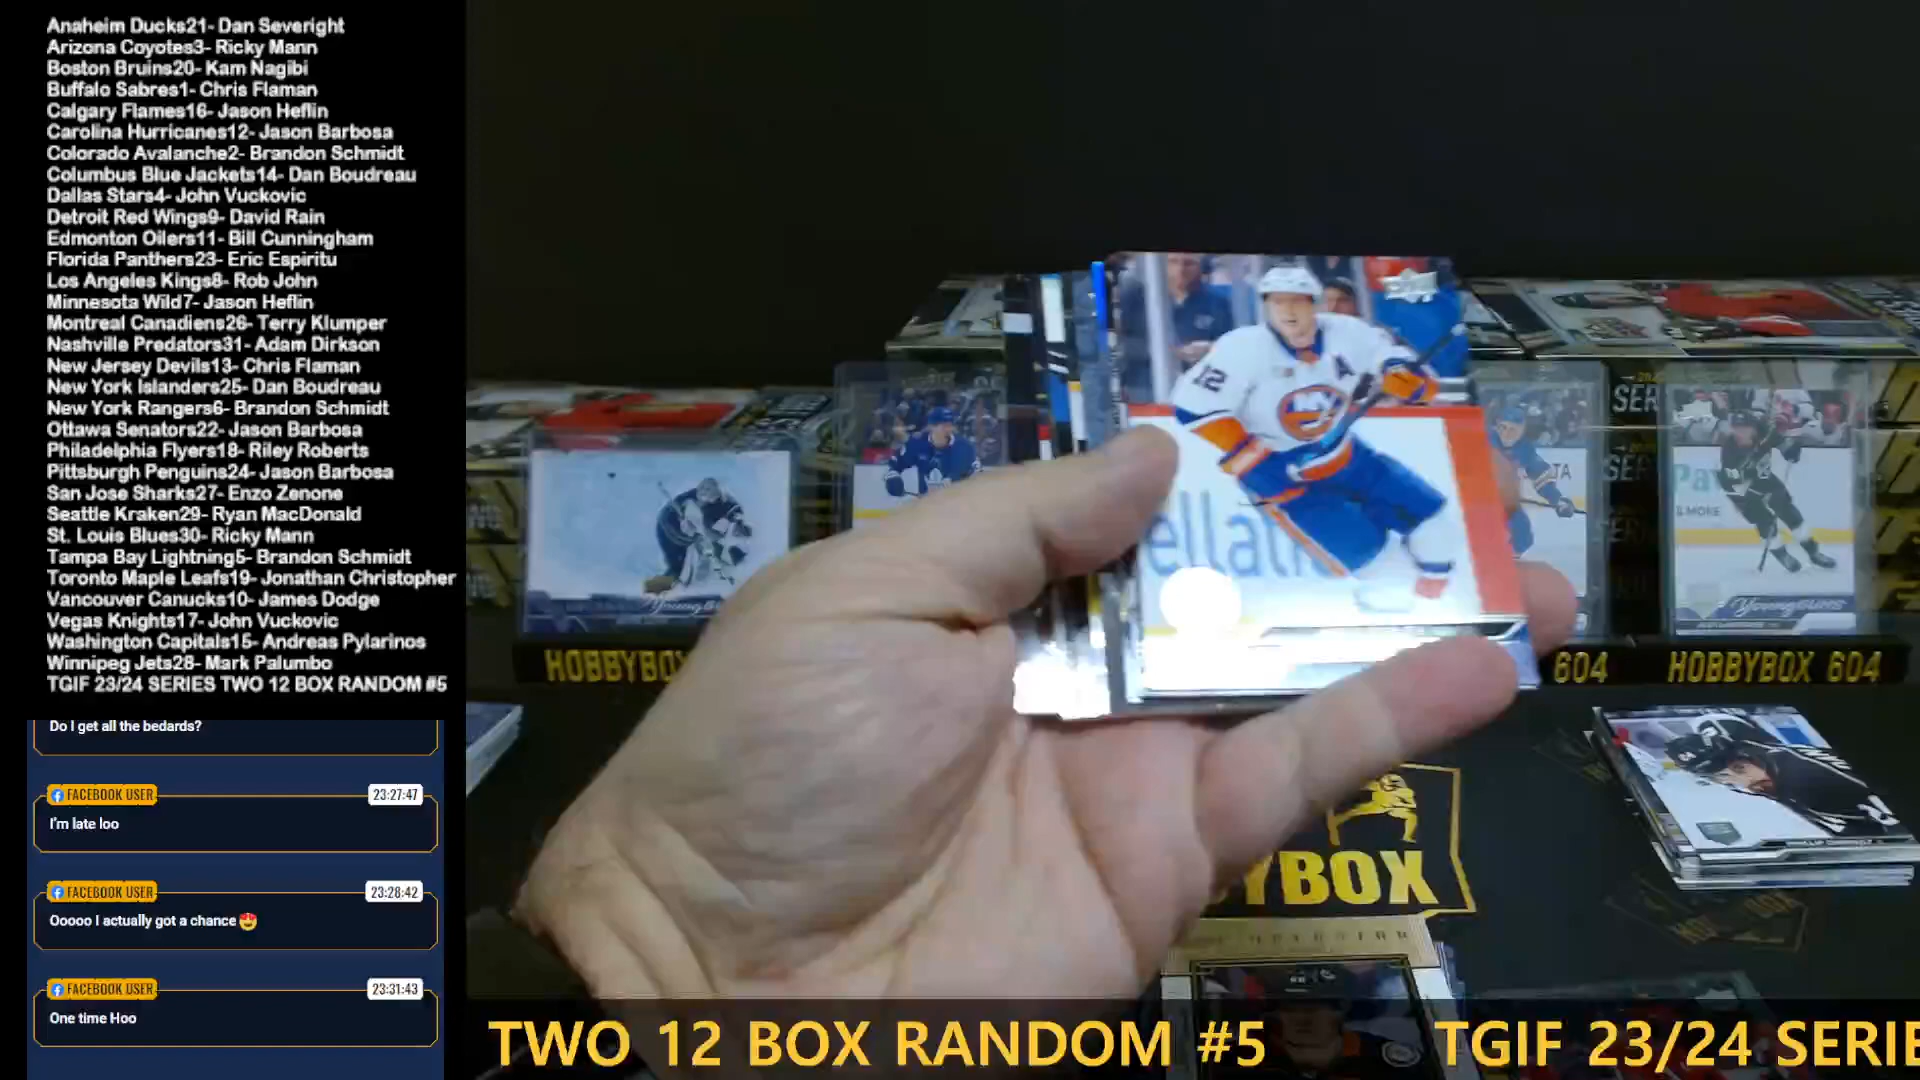 Anaheim Ducks21- Dan Severight
Arizona Coyotes3- Ricky Mann
Boston Bruins20- Kam Nagibi
Buffalo Sabres1- Chris Flaman
Calgary Flames16- Jason Heflin
Carolina Hurricanes12- Jason Barbosa
Colorado Avalanche2- Brandon Schmidt
Columbus Blue Jackets14- Dan Boudreau
Dallas Stars4- John Vuckovic
Detroit Red Wings9- David Rain
Edmonton Oilers11- Bill Cunningham
Florida Panthers23- Eric Espiritu
Los Angeles Kings8- Rob John
Minnesota Wild7- Jason Heflin
Montreal Canadiens26- Terry Klumper
Nashville Predators31- Adam Dirkson
New Jersey Devils13- Chris Flaman
New York Islanders25- Dan Boudreau
New York Rangers6- Brandon Schmidt
Ottawa Senators22- Jason Barbosa
Philadelphia Flyers18- Riley Roberts
Pittsburgh Penguins24- Jason Barbosa
San Jose Sharks27- Enzo Zenone
Seattle Kraken29- Ryan MacDonald
St. Louis Blues30- Ricky Mann
Tampa Bay Lightning5- Brandon Schmidt
Toronto Maple Leafs19- Jonathan Christopher
Vancouver Canucks10- James Dodge
Vegas Knights17- John Vuckovic
Washington Capitals15- Andreas Pylarinos
Winnipeg Jets28- Mark Palumbo
TGIF 23/24 SERIES TWO 12 BOX RANDOM #5
Do I get all the bedards?
FACEBOOK USER 23:27:47
I'm late loo
FACEBOOK USER 23:28:42
Ooooo I actually got a chance 😍
FACEBOOK USER 23:31:43
One time Hoo
12 A
NY
HOBBYBOX
604
HOBBYBOX 604
Young Guns
YBOX
TWO 12 BOX RANDOM #5 TGIF 23/24 SERIE